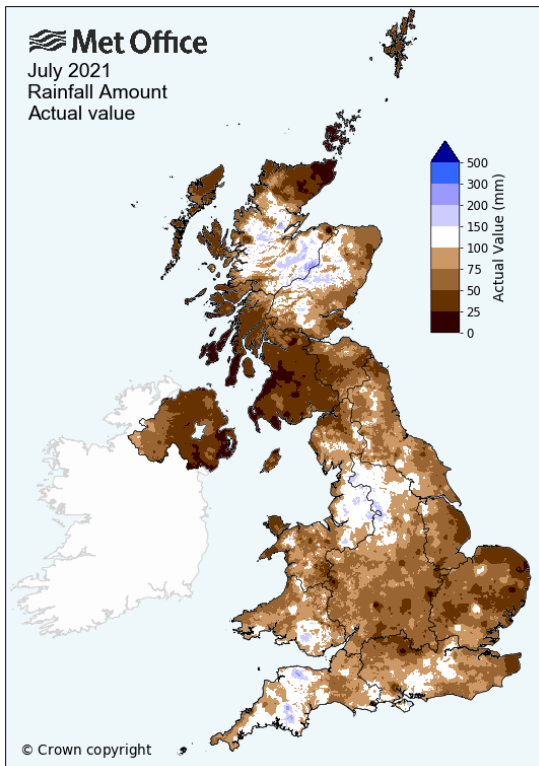 Met Office
July 2021
Rainfall Amount
Actual value
500
300
200
150
100
75
50
25
0
Actual Value (mm)
© Crown copyright